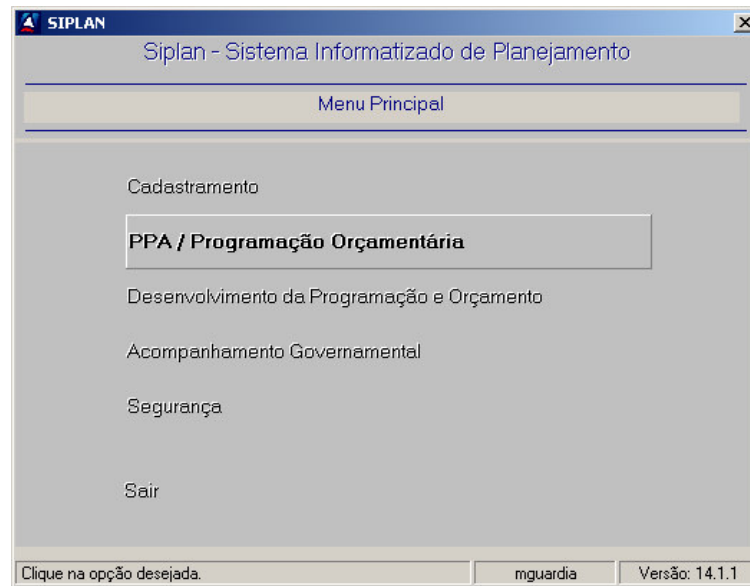 SIPLAN
Siplan - Sistema Informatizado de Planejamento
Menu Principal
Cadastramento
PPA / Programação Orçamentária
Desenvolvimento da Programação e Orçamento
Acompanhamento Governamental
Segurança
Sair
Clique na opção desejada. mguardia Versão: 14.1.1